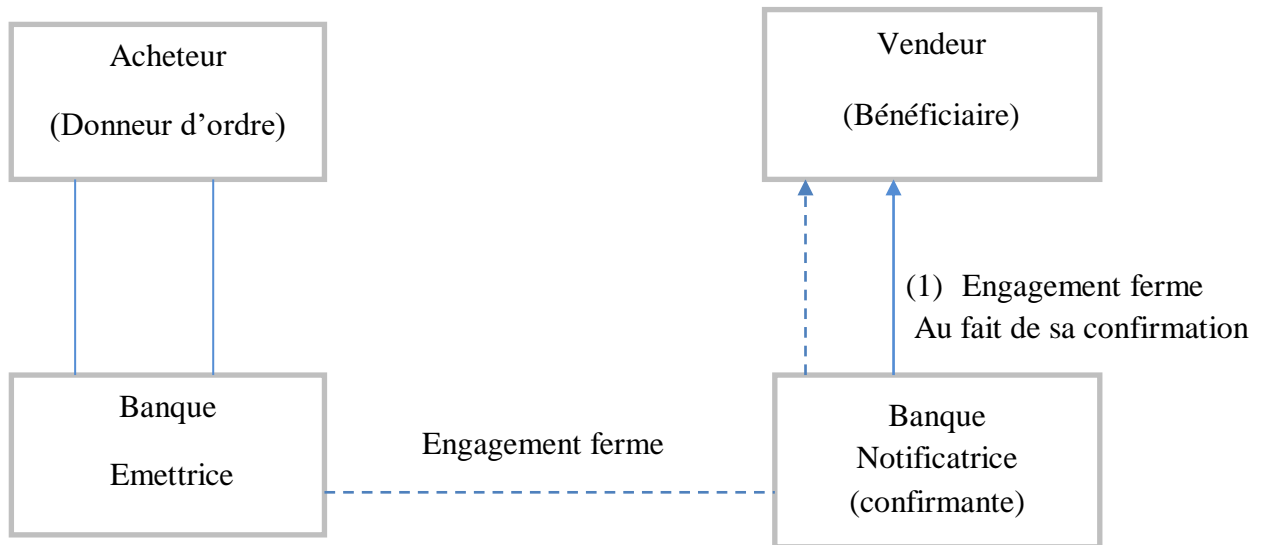 Acheteur
(Donneur d'ordre)
Vendeur
(Bénéficiaire)
(1) Engagement ferme
Au fait de sa confirmation
Banque
Emettrice
Engagement ferme
Banque
Notificatrice
(confirmante)